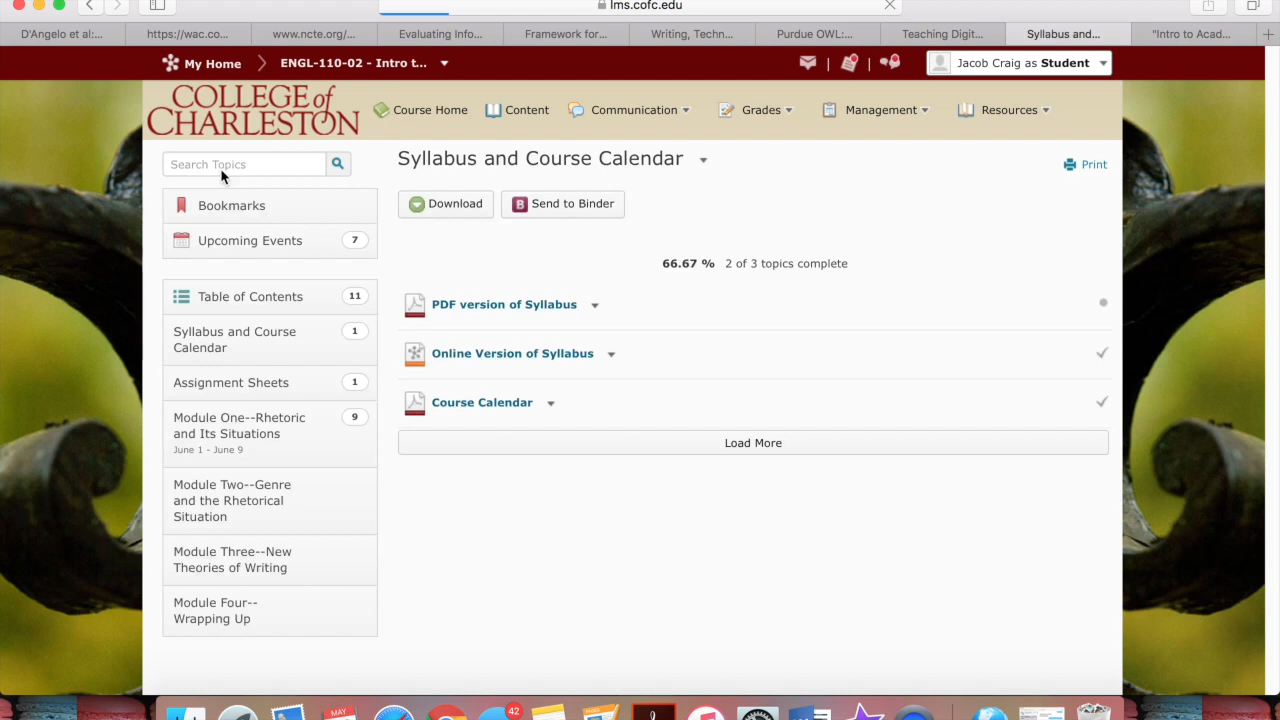 lms.cofc.edu
D'Angelo et al:...
https://wac.co...
www.ncte.org/...
Evaluating Info...
Framework for...
Writing, Techn...
Purdue OWL:...
Teaching Digit...
Syllabus and...
"Intro to Acad...
My Home
ENGL-110-02 - Intro t...
Jacob Craig as Student
COLLEGE of
CHARLESTON
Course Home
Content
Communication
Grades
Management
Resources
Search Topics
Bookmarks
Upcoming Events 7
Table of Contents 11
Syllabus and Course 1
Calendar
Assignment Sheets 1
Module One--Rhetoric 9
and Its Situations
June 1 - June 9
Module Two--Genre
and the Rhetorical
Situation
Module Three--New
Theories of Writing
Module Four--
Wrapping Up
Syllabus and Course Calendar
Print
Download
B Send to Binder
66.67 % 2 of 3 topics complete
PDF version of Syllabus
Online Version of Syllabus
Course Calendar
Load More
MAY
42